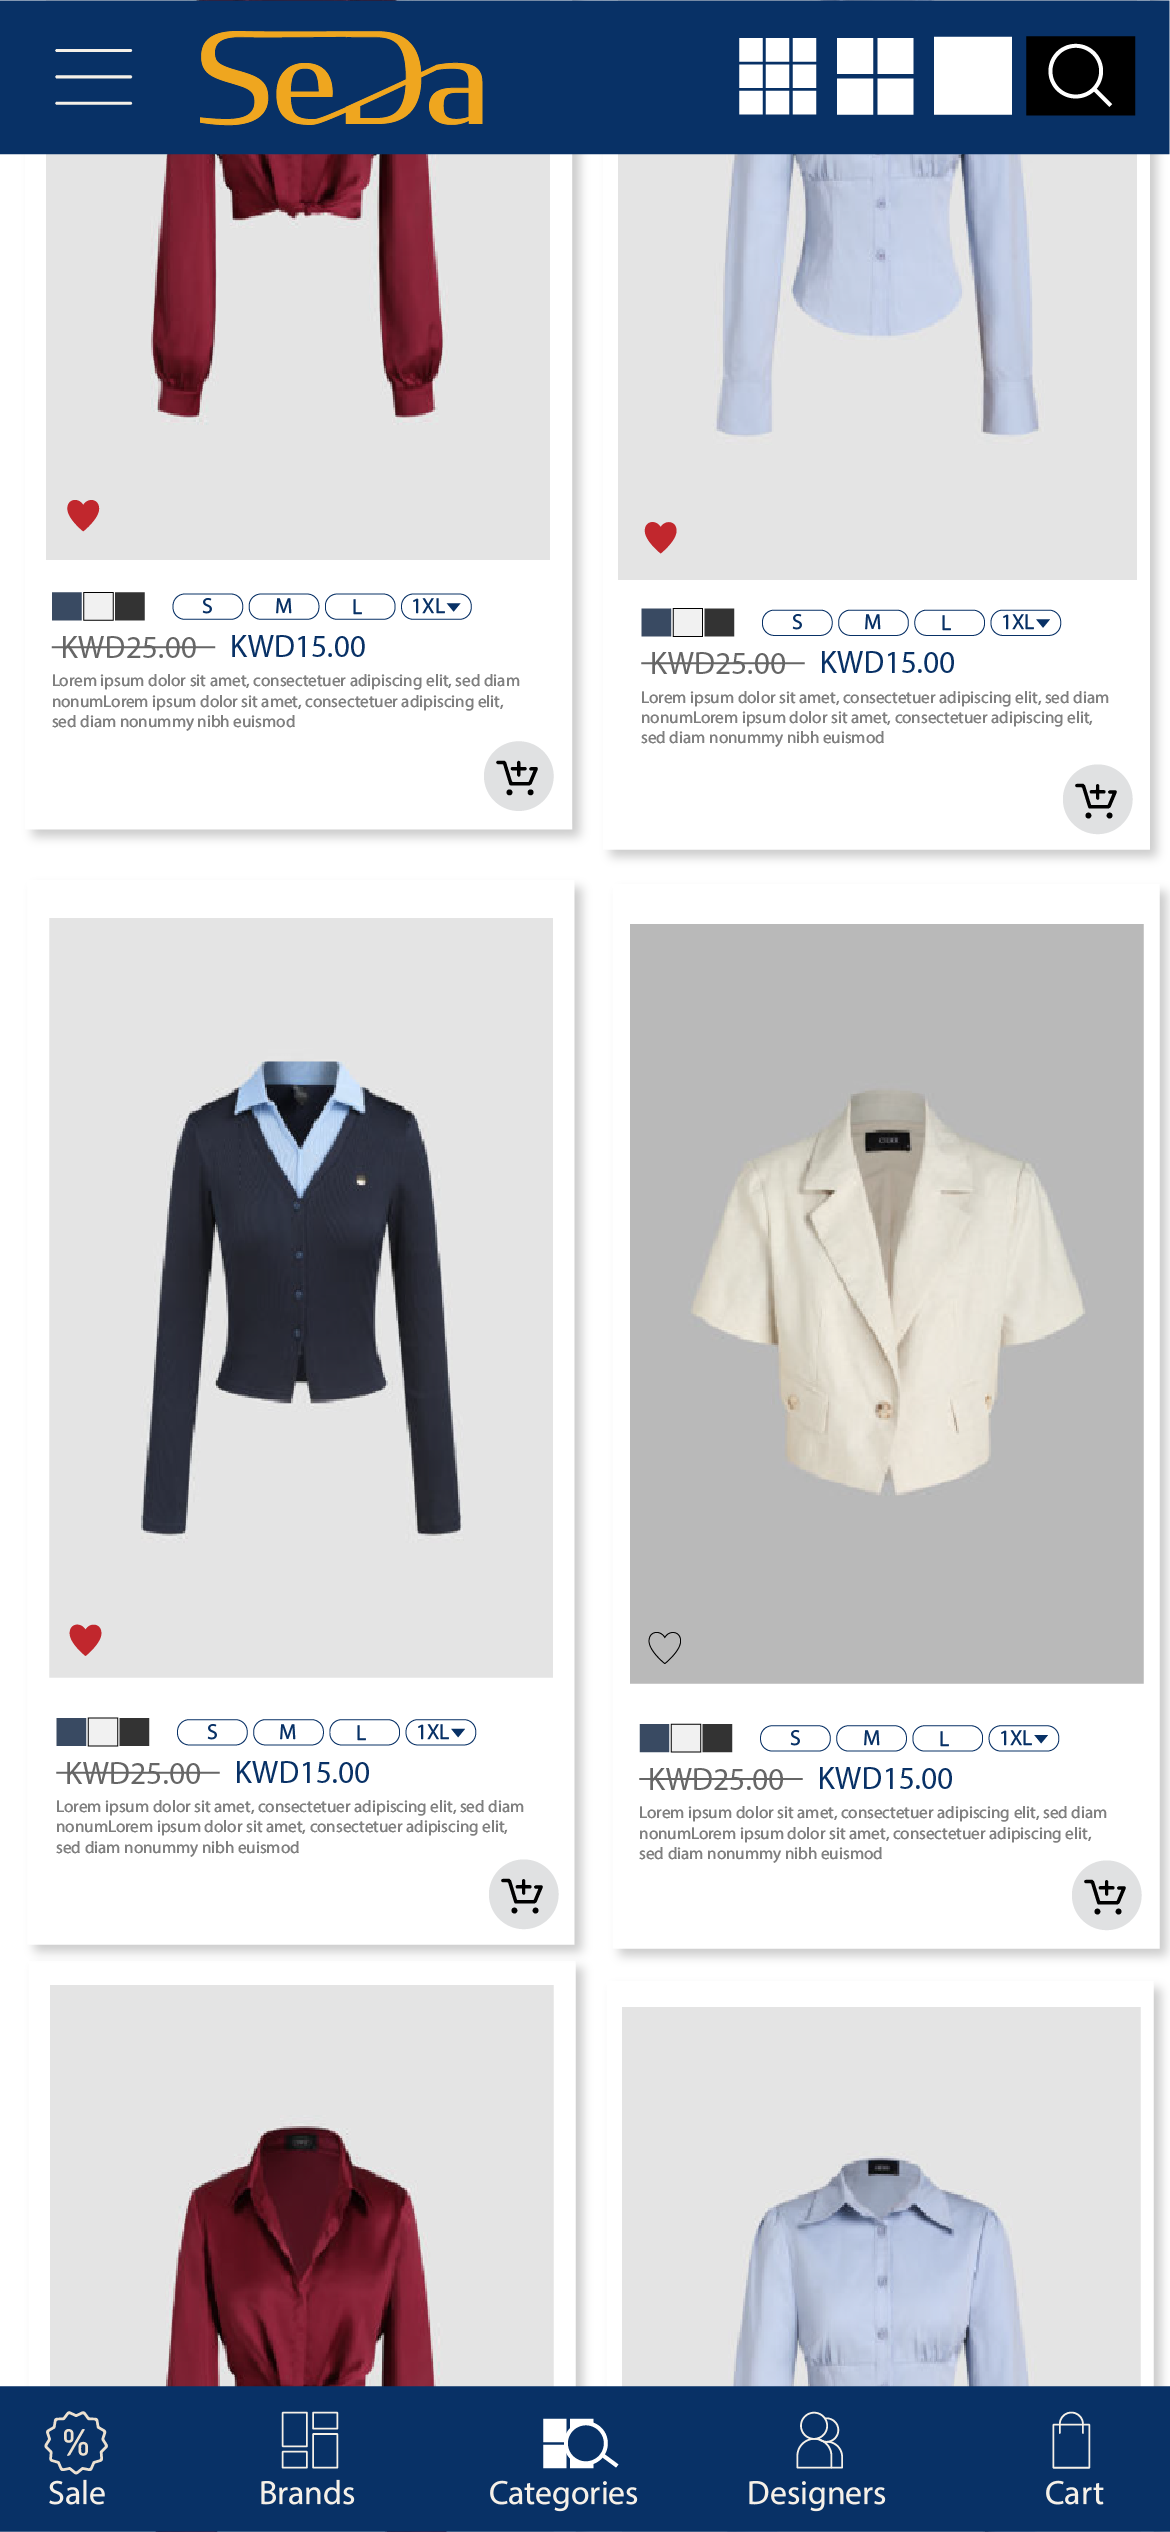 SeDa
S M L 1XL
KWD25.00 KWD15.00
Lorem ipsum dolor sit amet, consectetuer adipiscing elit, sed diam
nonumLorem ipsum dolor sit amet, consectetuer adipiscing elit,
sed diam nonummy nibh euismod
S M L 1XL
KWD25.00 KWD15.00
Lorem ipsum dolor sit amet, consectetuer adipiscing elit, sed diam
nonumLorem ipsum dolor sit amet, consectetuer adipiscing elit,
sed diam nonummy nibh euismod
S M L 1XL
KWD25.00 KWD15.00
Lorem ipsum dolor sit amet, consectetuer adipiscing elit, sed diam
nonumLorem ipsum dolor sit amet, consectetuer adipiscing elit,
sed diam nonummy nibh euismod
S M L 1XL
KWD25.00 KWD15.00
Lorem ipsum dolor sit amet, consectetuer adipiscing elit, sed diam
nonumLorem ipsum dolor sit amet, consectetuer adipiscing elit,
sed diam nonummy nibh euismod
%
Sale Brands Categories Designers Cart